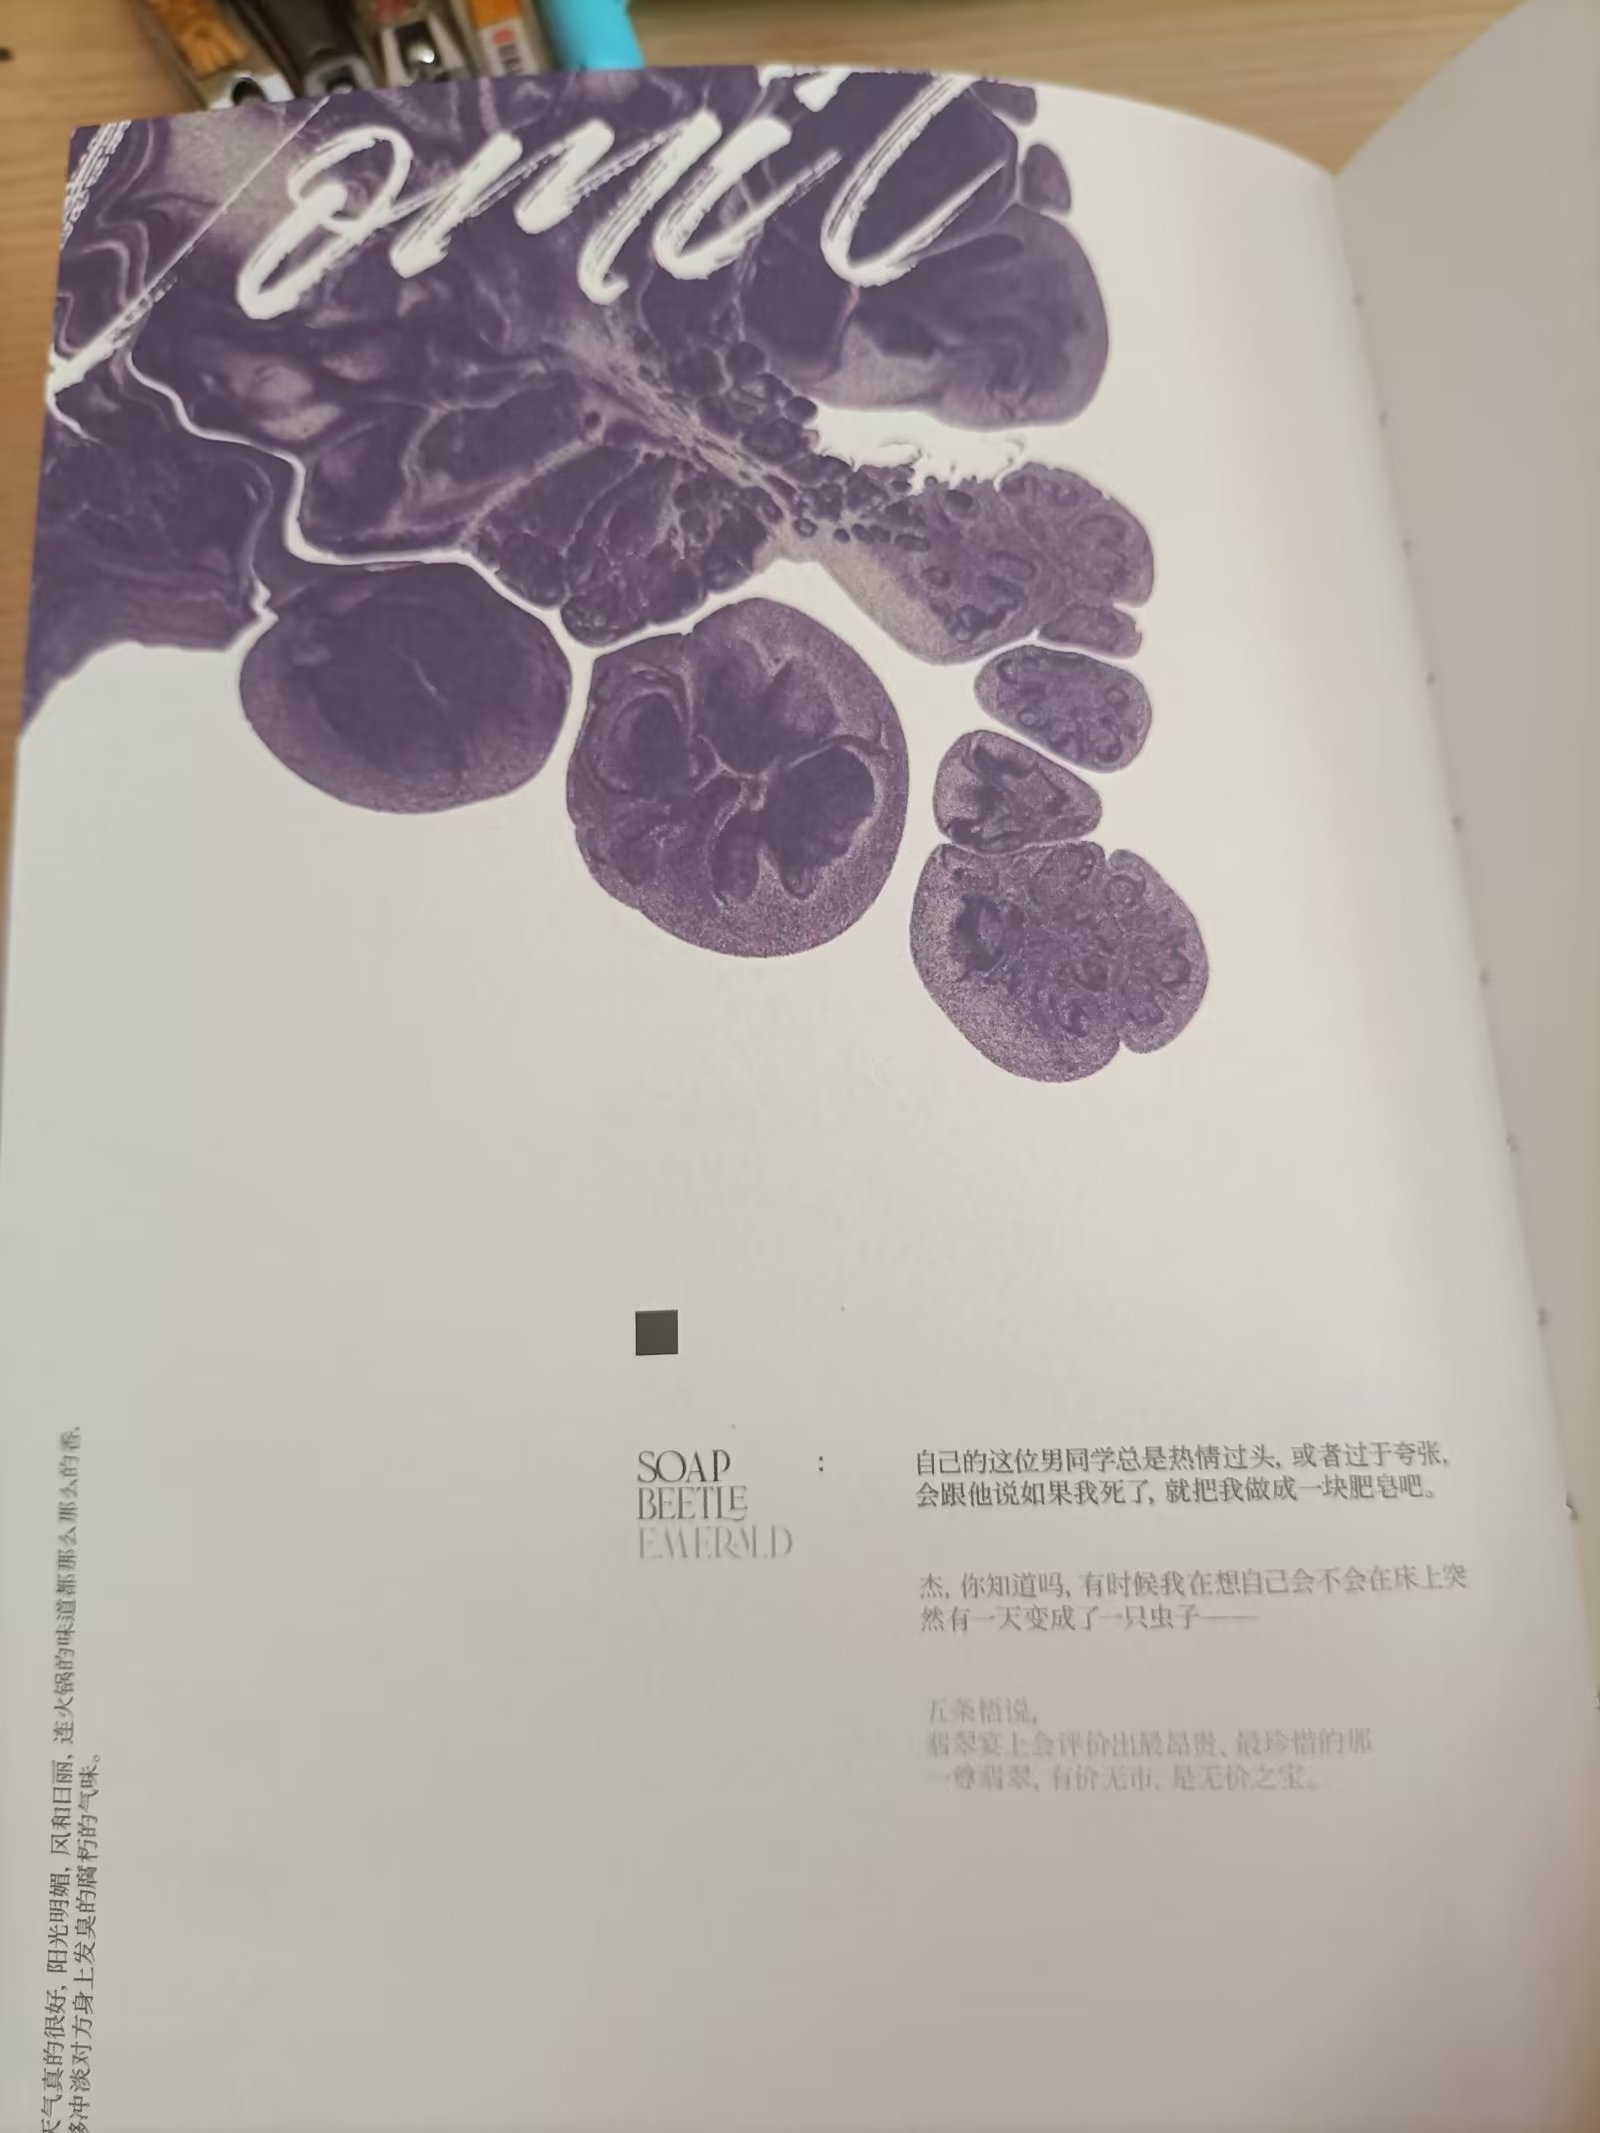 SOAP
BEETLE
EMERALD
:
自己的这位男同学总是热情过头, 或者过于夸张,
会跟他说如果我死了, 就把我做成一块肥皂吧。
杰, 你知道吗, 有时候我在想自己会不会在床上突
然有一天变成了一只虫子——
五条悟说,
翡翠宴上会评价出最昂贵、最珍惜的那
一尊翡翠, 有价无市, 是无价之宝。
天气真的很好, 阳光明媚, 风和日丽, 连火锅的味道都那么那么的香,
够冲淡对方身上发臭的腐朽的气味。